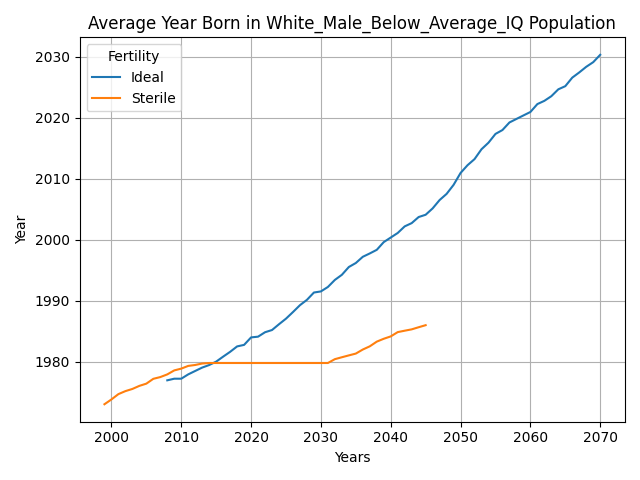 Average Year Born in White_Male_Below_Average_IQ Population
Fertility
Ideal
Sterile
Year
2030
2020
2010
2000
1990
1980
2000 2010 2020 2030 2040 2050 2060 2070
Years